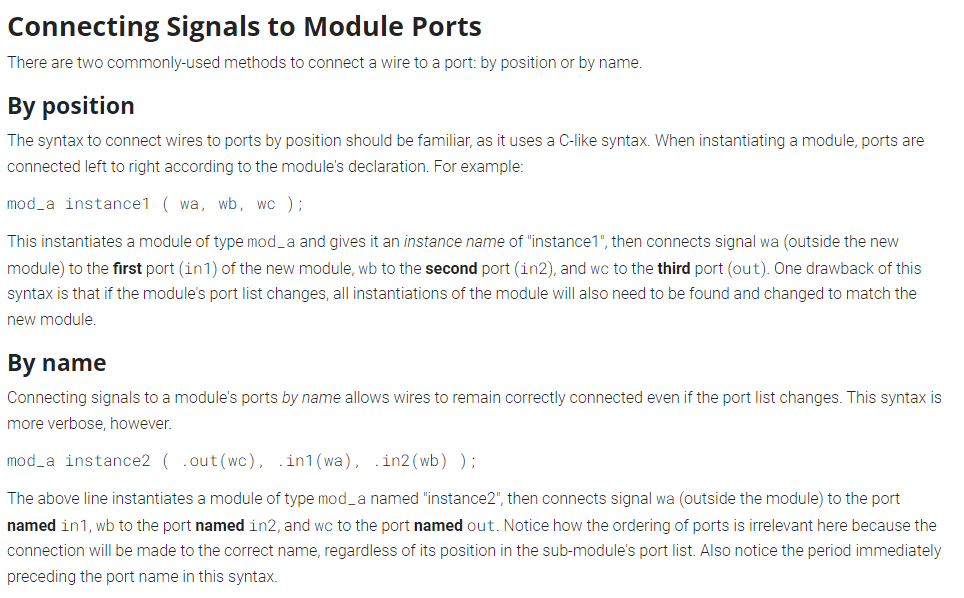 Connecting Signals to Module Ports
There are two commonly-used methods to connect a wire to a port: by position or by name.
By position
The syntax to connect wires to ports by position should be familiar, as it uses a C-like syntax. When instantiating a module, ports are
connected left to right according to the module's declaration. For example:
mod_a instance1 ( wa, wb, wc );
This instantiates a module of type mod_a and gives it an instance name of "instance1", then connects signal wa (outside the new
module) to the first port (in1) of the new module, wb to the second port (in2), and wc to the third port (out). One drawback of this
syntax is that if the module's port list changes, all instantiations of the module will also need to be found and changed to match the
new module.
By name
Connecting signals to a module's ports by name allows wires to remain correctly connected even if the port list changes. This syntax is
more verbose, however.
mod_a instance2 ( .out(wc), .in1(wa), .in2(wb) );
The above line instantiates a module of type mod_a named "instance2", then connects signal wa (outside the module) to the port
named in1, wb to the port named in2, and wc to the port named out. Notice how the ordering of ports is irrelevant here because the
connection will be made to the correct name, regardless of its position in the sub-module's port list. Also notice the period immediately
preceding the port name in this syntax.